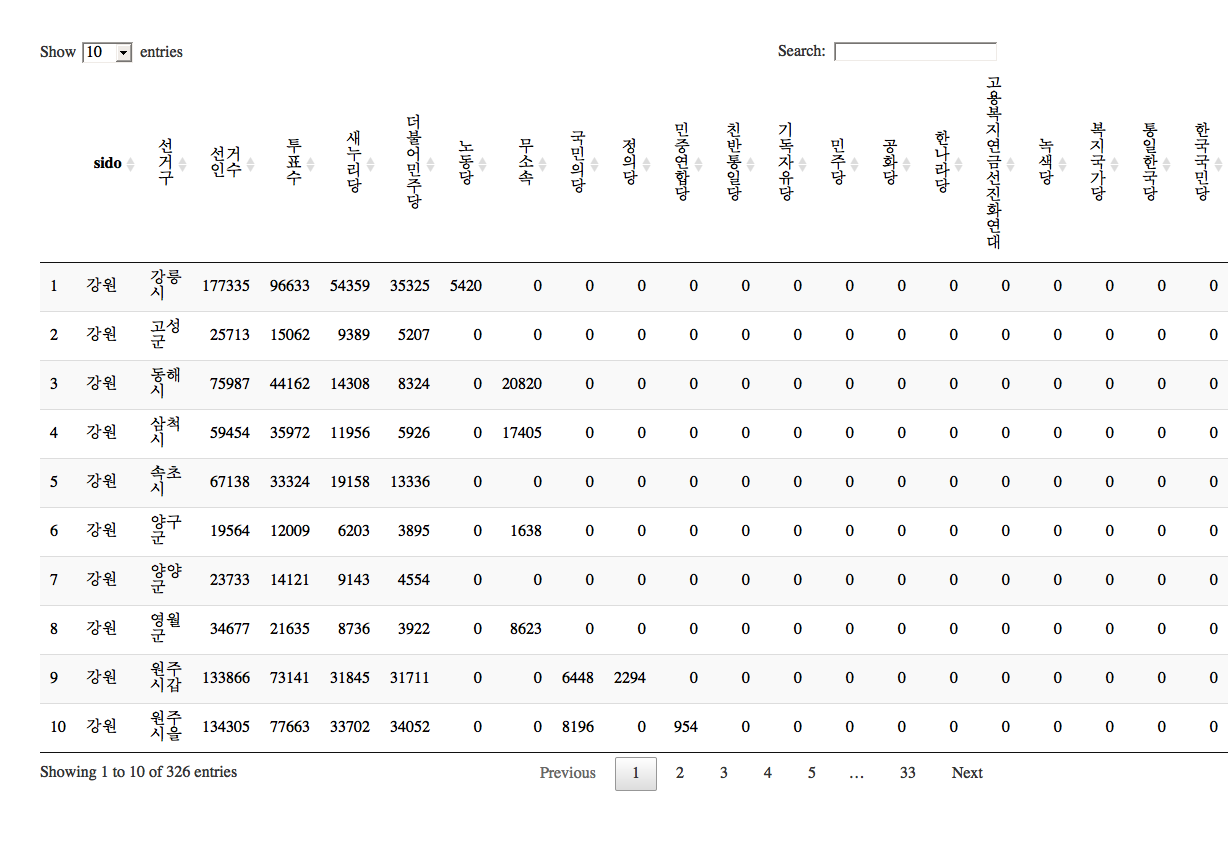 Show 10 entries Search:
sido 선거구 선거인수 투표수 새누리당 더불어민주당 노동당 무소속 국민의당 정의당 민중연합당 친반통일당 기독자유당 민주당 공화당 한나라당 고용복지연금선진화연대 녹색당 복지국가당 통일한국당 한국국민당
1 강원 강릉시 177335 96633 54359 35325 5420 0 0 0 0 0 0 0 0 0 0 0 0 0 0
2 강원 고성군 25713 15062 9389 5207 0 0 0 0 0 0 0 0 0 0 0 0 0 0 0
3 강원 동해시 75987 44162 14308 8324 0 20820 0 0 0 0 0 0 0 0 0 0 0 0 0
4 강원 삼척시 59454 35972 11956 5926 0 17405 0 0 0 0 0 0 0 0 0 0 0 0 0
5 강원 속초시 67138 33324 19158 13336 0 0 0 0 0 0 0 0 0 0 0 0 0 0 0
6 강원 양구군 19564 12009 6203 3895 0 1638 0 0 0 0 0 0 0 0 0 0 0 0 0
7 강원 양양군 23733 14121 9143 4554 0 0 0 0 0 0 0 0 0 0 0 0 0 0 0
8 강원 영월군 34677 21635 8736 3922 0 8623 0 0 0 0 0 0 0 0 0 0 0 0 0
9 강원 원주시갑 133866 73141 31845 31711 0 0 6448 2294 0 0 0 0 0 0 0 0 0 0 0
10 강원 원주시을 134305 77663 33702 34052 0 0 8196 0 954 0 0 0 0 0 0 0 0 0 0
Showing 1 to 10 of 326 entries Previous 1 2 3 4 5 … 33 Next